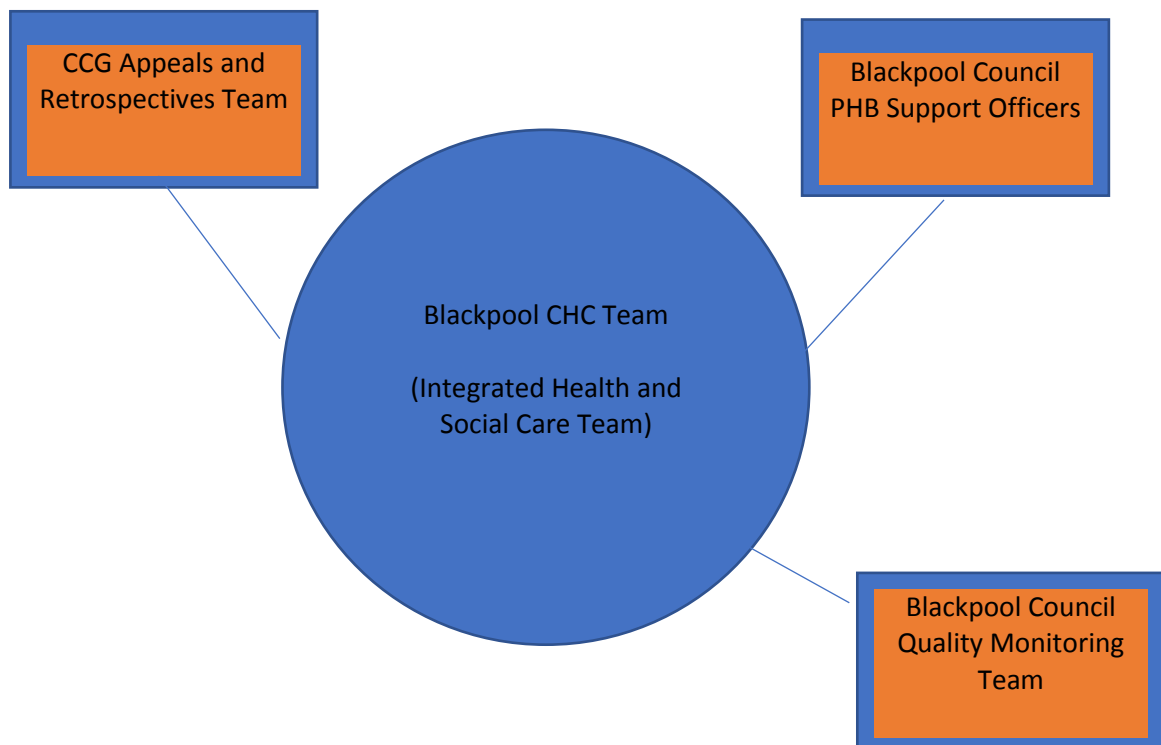 CCG Appeals and
Retrospectives Team
Blackpool Council
PHB Support Officers
Blackpool CHC Team
(Integrated Health and
Social Care Team)
Blackpool Council
Quality Monitoring
Team